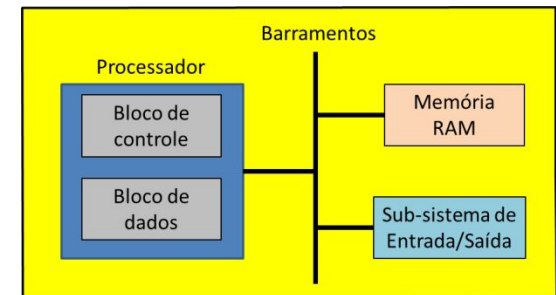 Barramentos
Processador
Bloco de
controle
Bloco de
dados
Memória
RAM
Sub-sistema de
Entrada/Saída